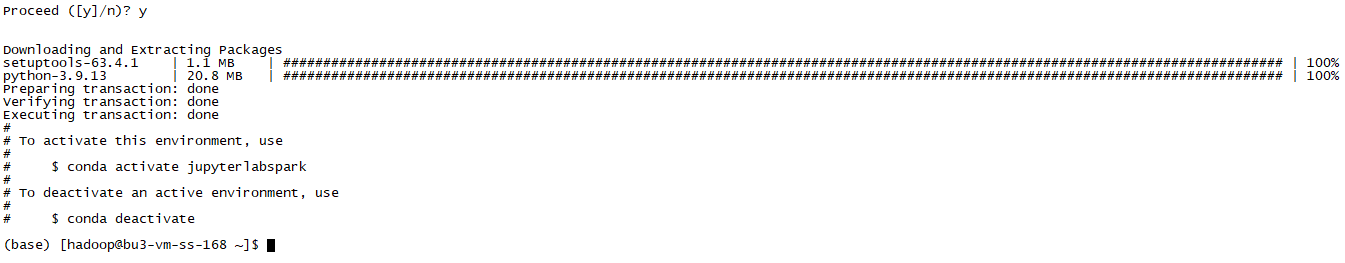 Proceed ([y]/n)? y
Downloading and Extracting Packages
setuptools-63.4.1 | 1.1 MB | ############################################################################################################################# | 100%
python-3.9.13 | 20.8 MB | ############################################################################################################################# | 100%
Preparing transaction: done
Verifying transaction: done
Executing transaction: done
#
# To activate this environment, use
#
# $ conda activate jupyterlabspark
#
# To deactivate an active environment, use
#
# $ conda deactivate
(base) [hadoop@bu3-vm-ss-168 ~]$